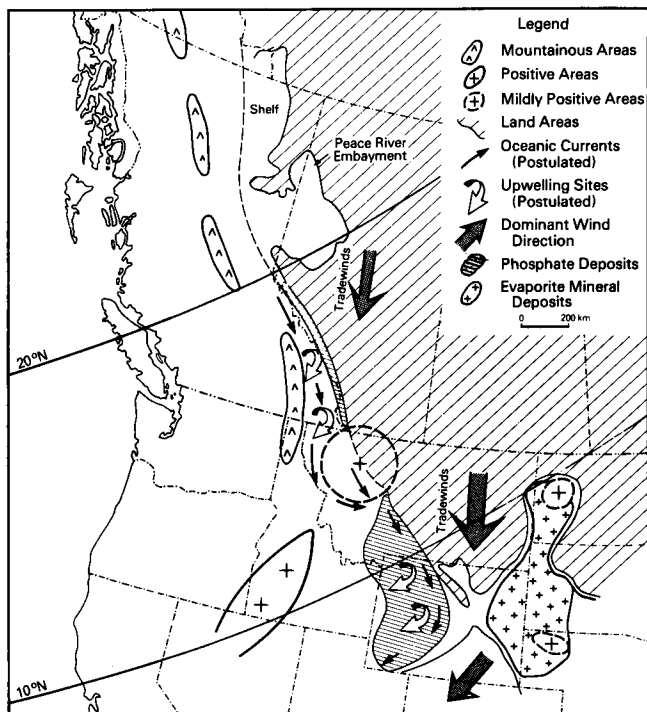 Legend
Mountainous Areas
Positive Areas
Mildly Positive Areas
Land Areas
Oceanic Currents
(Postulated)
Upwelling Sites
(Postulated)
Dominant Wind
Direction
Phosphate Deposits
Evaporite Mineral
Deposits
0 200 km
Shelf
Peace River
Embayment
Tradewinds
20°N
Tradewinds
10°N